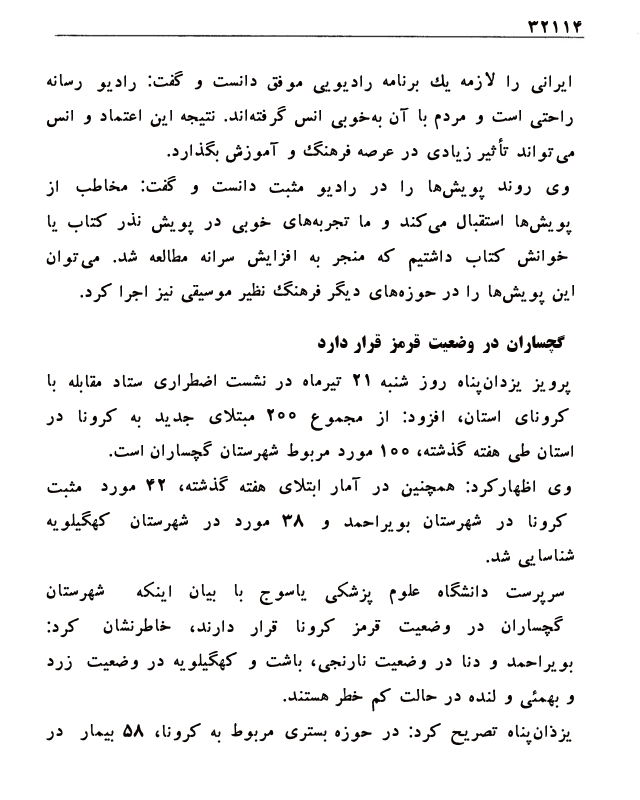 ۳۲۱۱۴
ایرانی را لازمه یك برنامه رادیویی موفق دانست و گفت: رادیو رسانه
راحتی است و مردم با آن به‌خوبی انس گرفته‌اند. نتیجه این اعتماد و انس
می‌تواند تأثیر زیادی در عرصه فرهنگ و آموزش بگذارد.
وی روند پویش‌ها را در رادیو مثبت دانست و گفت: مخاطب از
پویش‌ها استقبال می‌کند و ما تجربه‌های خوبی در پویش نذر کتاب یا
خوانش کتاب داشتیم که منجر به افزایش سرانه مطالعه شد. می‌توان
این پویش‌ها را در حوزه‌های دیگر فرهنگ نظیر موسیقی نیز اجرا کرد.
گچساران در وضعیت قرمز قرار دارد
پرویز یزدان‌پناه روز شنبه ۲۱ تیرماه در نشست اضطراری ستاد مقابله با
کرونای استان، افزود: از مجموع ۲۰۰ مبتلای جدید به کرونا در
استان طی هفته گذشته، ۱۰۰ مورد مربوط شهرستان گچساران است.
وی اظهارکرد: همچنین در آمار ابتلای هفته گذشته، ۴۲ مورد مثبت
کرونا در شهرستان بویراحمد و ۳۸ مورد در شهرستان کهگیلویه
شناسایی شد.
سرپرست دانشگاه علوم پزشکی یاسوج با بیان اینکه شهرستان
گچساران در وضعیت قرمز کرونا قرار دارند، خاطرنشان کرد:
بویراحمد و دنا در وضعیت نارنجی، باشت و کهگیلویه در وضعیت زرد
و بهمئی و لنده در حالت کم خطر هستند.
یزذان‌پناه تصریح کرد: در حوزه بستری مربوط به کرونا، ۵۸ بیمار در